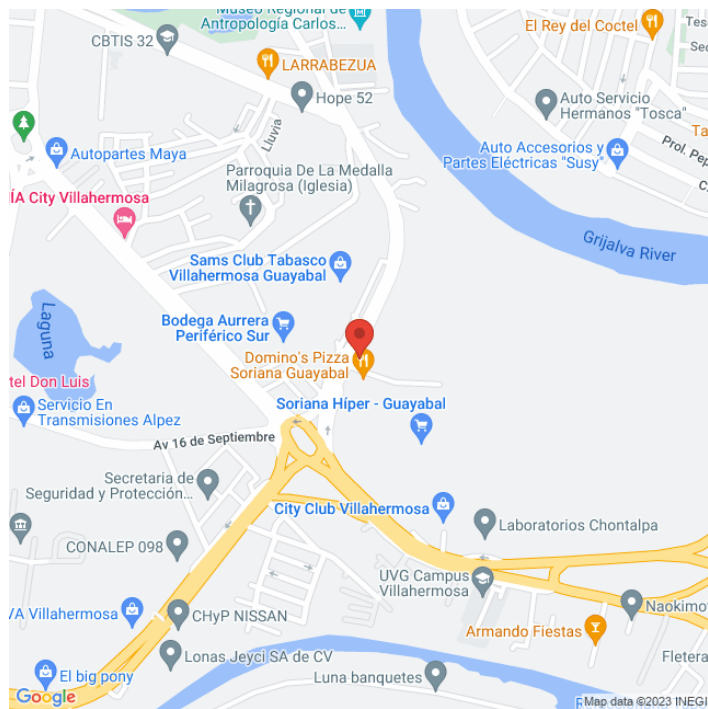 Museo Regional de
Antropología Carlos...
El Rey del Coctel
CBTIS 32
LARRABEZUA
Hope 52
Auto Servicio
Hermanos "Tosca"
Lluvia
Autopartes Maya
Auto Accesorios y
Partes Eléctricas "Susy"
Prol. Pep
Parroquia De La Medalla
Milagrosa (Iglesia)
ÍA City Villahermosa
Grijalva River
Sams Club Tabasco
Villahermosa Guayabal
Laguna
Bodega Aurrera
Periférico Sur
Domino's Pizza
Soriana Guayabal
tel Don Luis
Servicio En
Transmisiones Alpez
Soriana Híper - Guayabal
Av 16 de Septiembre
Secretaria de
Seguridad y Protección...
City Club Villahermosa
Laboratorios Chontalpa
CONALEP 098
UVG Campus
Villahermosa
VA Villahermosa
CHyP NISSAN
Naokimo
Armando Fiestas
Lonas Jeyci SA de CV
Fletera
El big pony
Luna banquetes
Google
Map data ©2023 INEGI